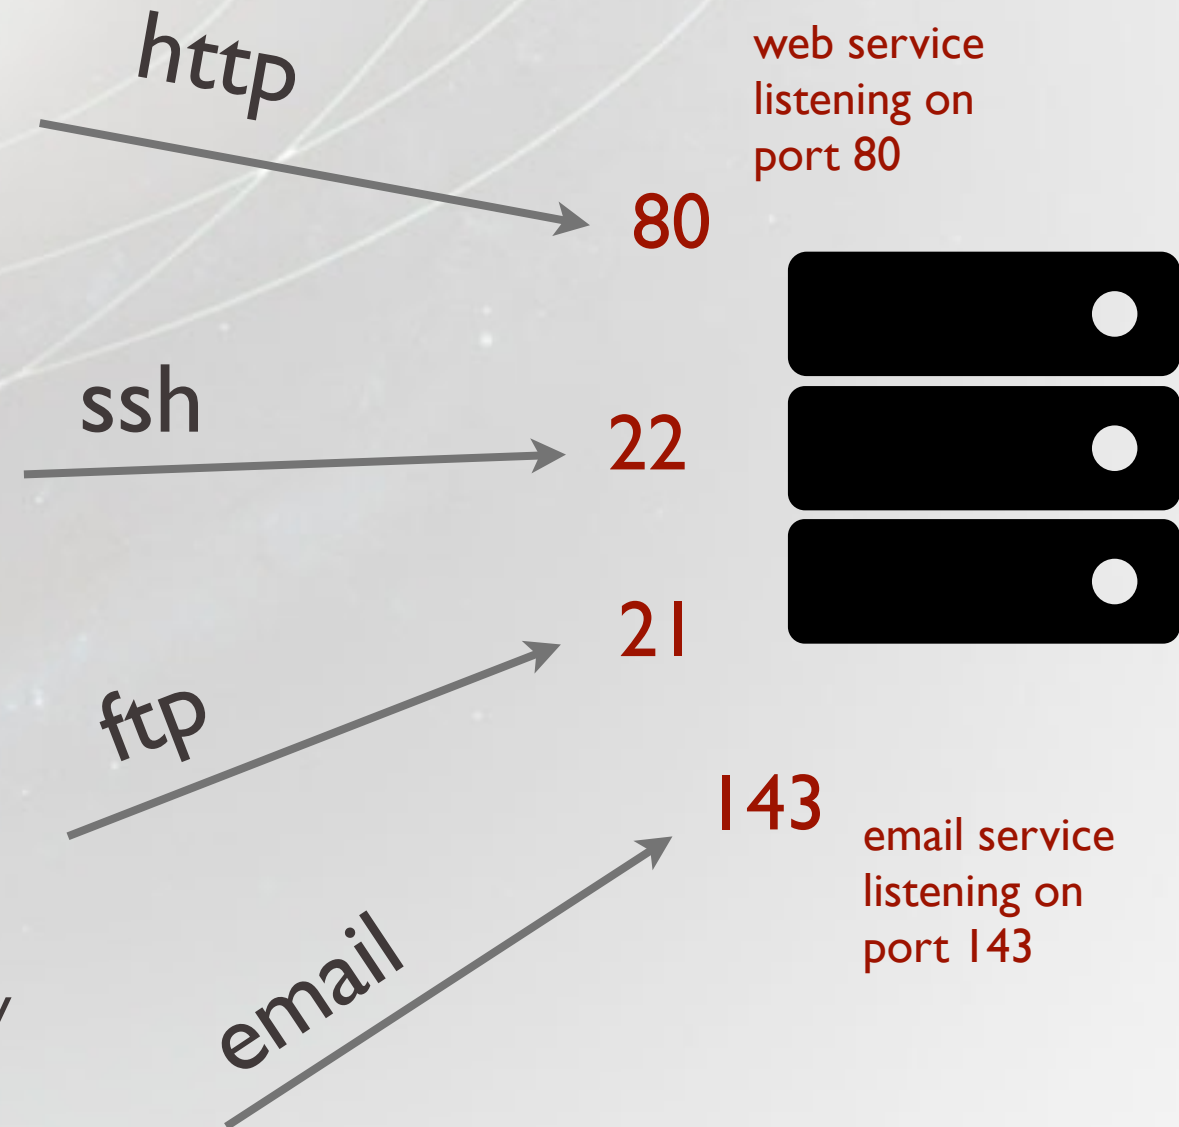 http
web service
listening on
port 80
80
ssh
22
21
ftp
143
email service
listening on
port 143
email